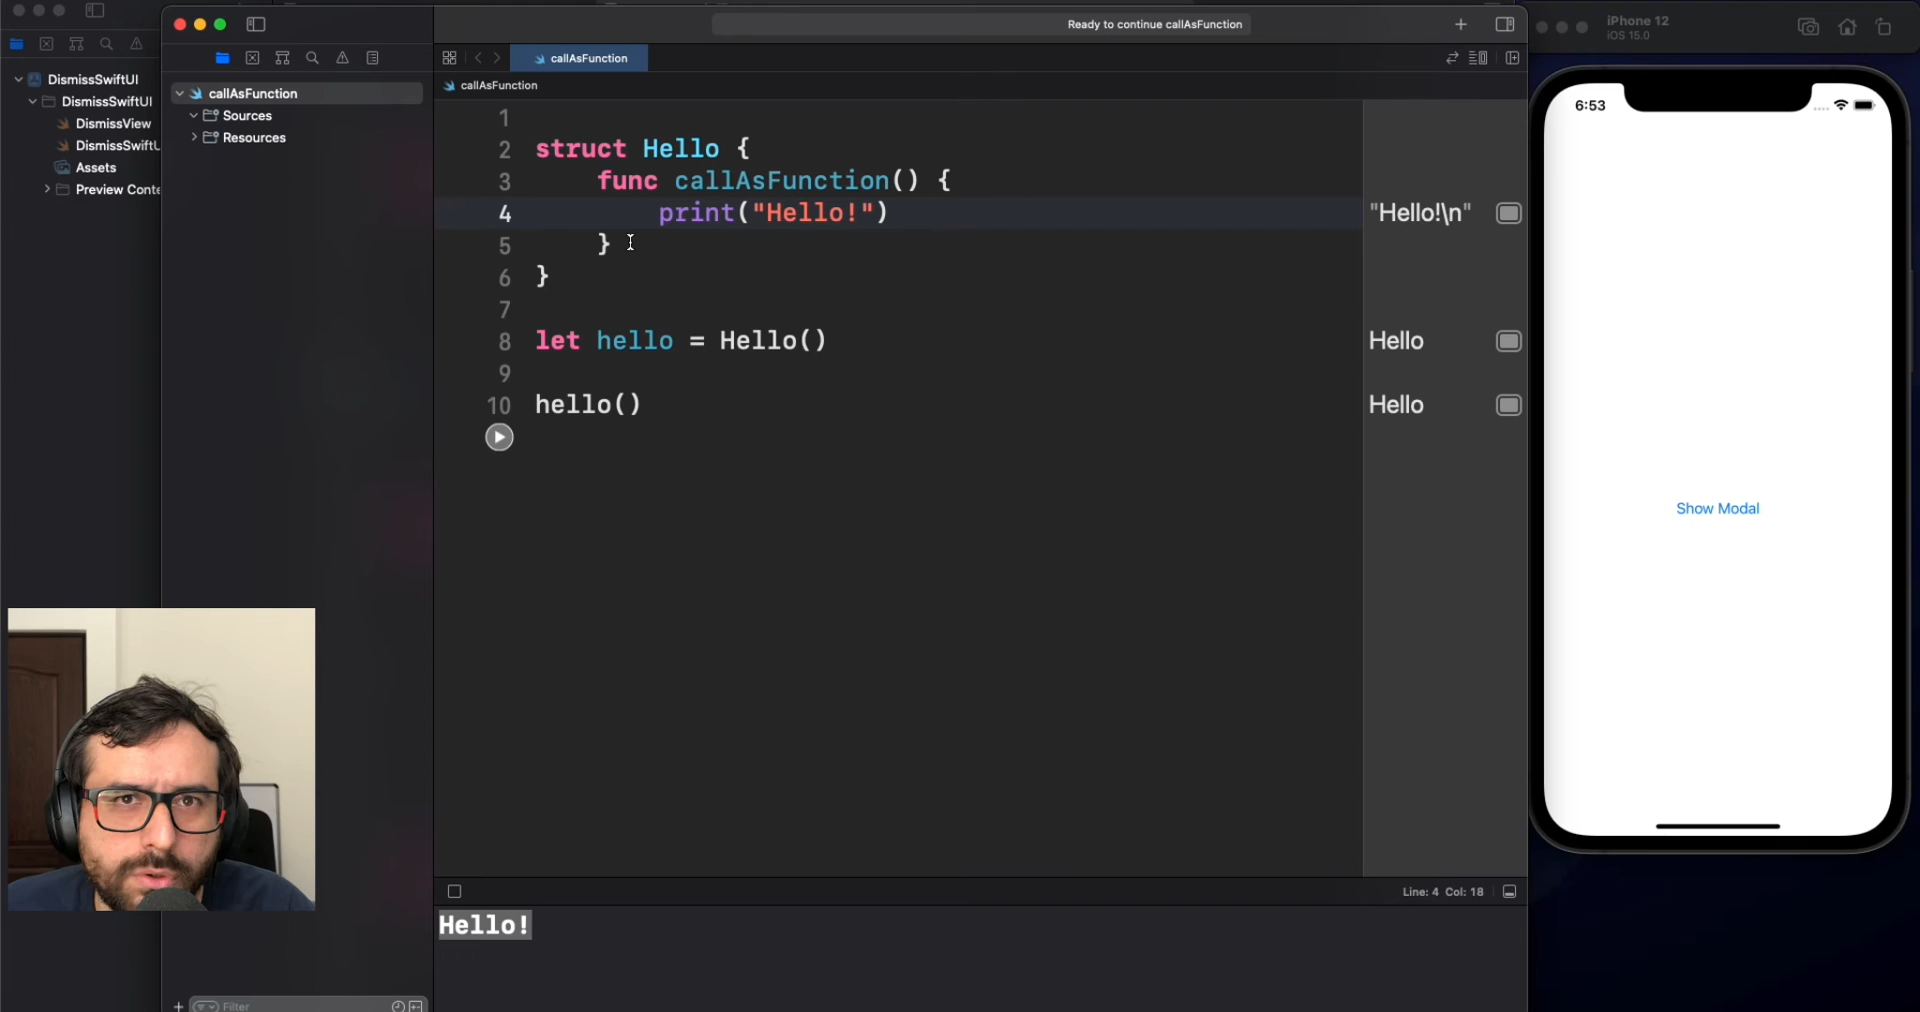 Ready to continue callAsFunction
iPhone 12
iOS 15.0
callAsFunction
DismissSwiftUI
DismissSwiftUI
DismissView
DismissSwiftU
Assets
Preview Conte
callAsFunction
Sources
Resources
callAsFunction
1
2 struct Hello {
3 func callAsFunction() {
4 print("Hello!")
5 }
6 }
7
8 let hello = Hello()
9
10 hello()
"Hello!\n"
Hello
Hello
6:53
Show Modal
Line: 4 Col: 18
Hello!
Filter